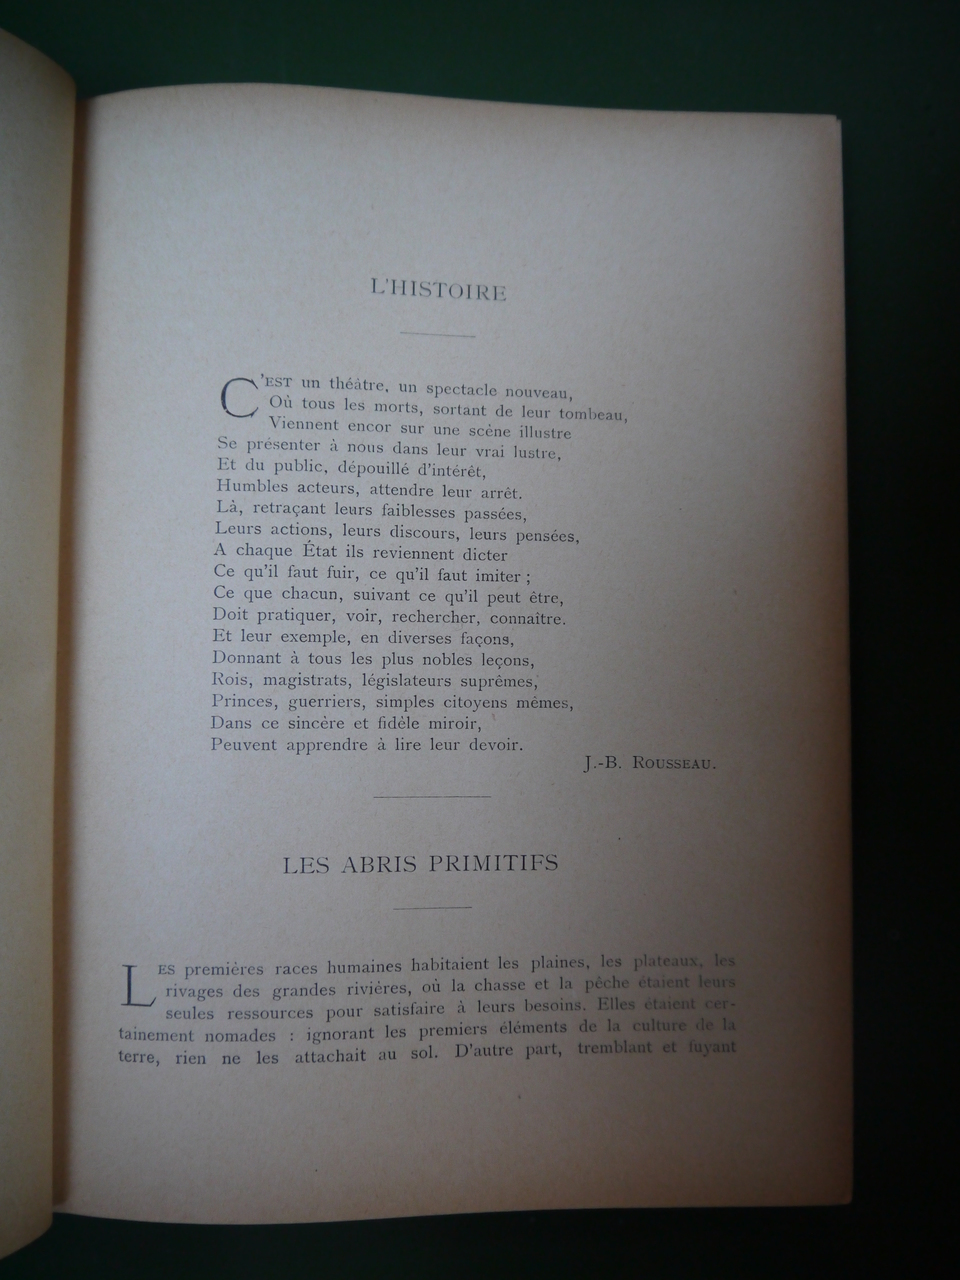 L'HISTOIRE
C'EST un théâtre, un spectacle nouveau,
Où tous les morts, sortant de leur tombeau,
Viennent encor sur une scène illustre
Se présenter à nous dans leur vrai lustre,
Et du public, dépouillé d'intérêt,
Humbles acteurs, attendre leur arrêt.
Là, retraçant leurs faiblesses passées,
Leurs actions, leurs discours, leurs pensées,
A chaque État ils reviennent dicter
Ce qu'il faut fuir, ce qu'il faut imiter ;
Ce que chacun, suivant ce qu'il peut être,
Doit pratiquer, voir, rechercher, connaître.
Et leur exemple, en diverses façons,
Donnant à tous les plus nobles leçons,
Rois, magistrats, législateurs suprêmes,
Princes, guerriers, simples citoyens mêmes,
Dans ce sincère et fidèle miroir,
Peuvent apprendre à lire leur devoir.
J.-B. ROUSSEAU.
LES ABRIS PRIMITIFS
LES premières races humaines habitaient les plaines, les plateaux, les
rivages des grandes rivières, où la chasse et la pêche étaient leurs
seules ressources pour satisfaire à leurs besoins. Elles étaient cer-
tainement nomades : ignorant les premiers éléments de la culture de la
terre, rien ne les attachait au sol. D'autre part, tremblant et fuyant